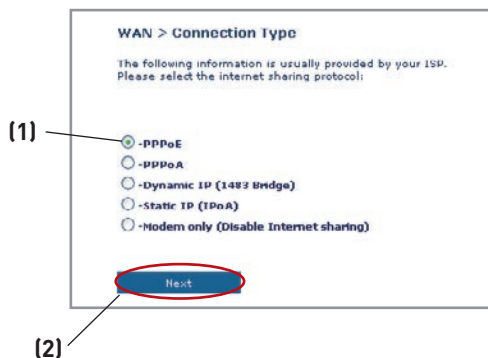 WAN > Connection Type
The following information is usually provided by your ISP.
Please select the internet sharing protocol:
(1)
-PPPoE
-PPPoA
-Dynamic IP (1483 Bridge)
-Static IP (IPoA)
-Modem only (Disable Internet sharing)
Next
(2)